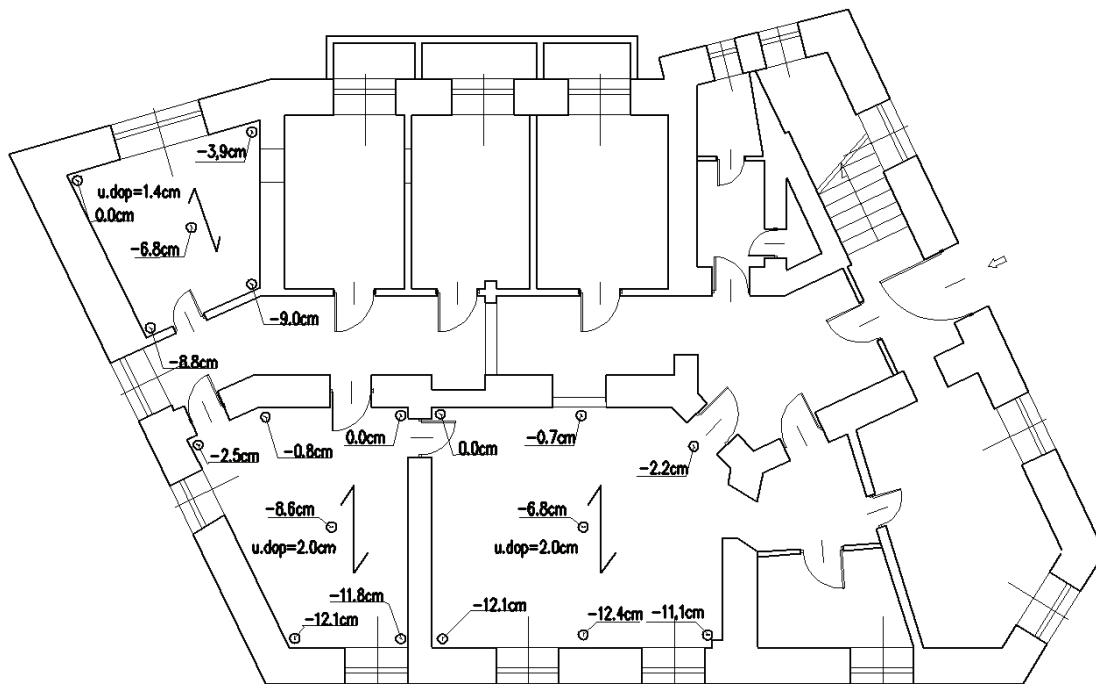 -3,9cm
u.dop=1.4cm
0.0cm
-6.8cm
-9.0cm
-8.8cm
-0.8cm
0.0cm
0.0cm
-0.7cm
-2.5cm
-2.2cm
-8.6cm
u.dop=2.0cm
-6.8cm
u.dop=2.0cm
-11.8cm
-12.1cm
-12.1cm
-12.4cm
-11,1cm